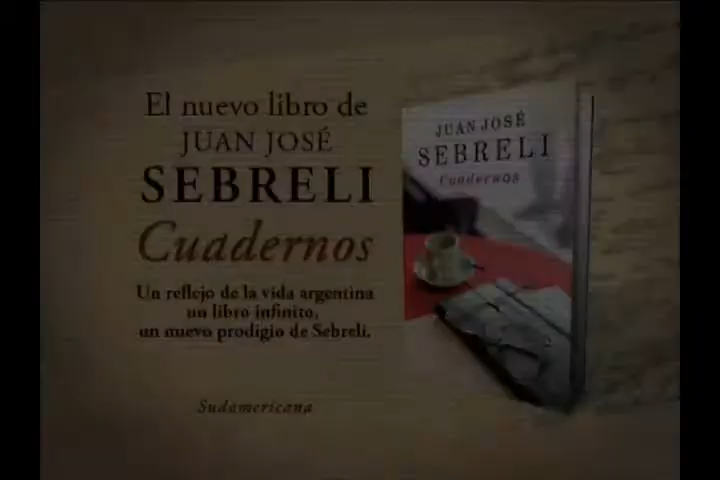 El nuevo libro de
JUAN JOSÉ
SEBRELI
Cuadernos
Un reflejo de la vida argentina
un libro infinito,
un nuevo prodigio de Sebreli.
Sudamericana
JUAN JOSÉ
SEBRELI
Cuadernos